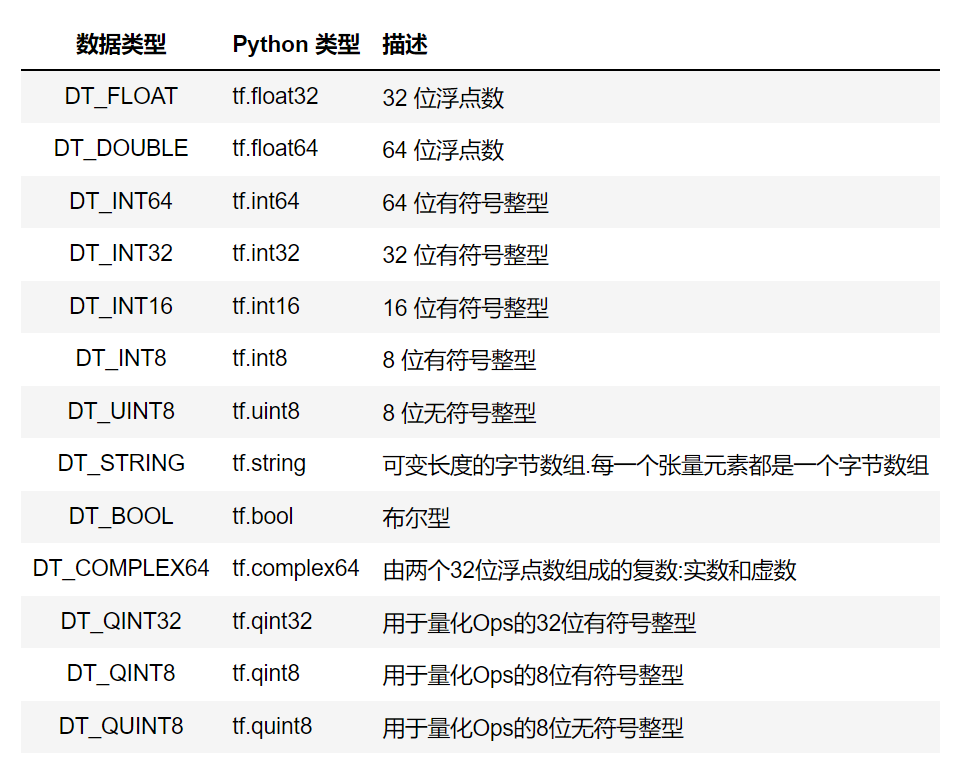 数据类型 Python 类型 描述
DT_FLOAT tf.float32 32 位浮点数
DT_DOUBLE tf.float64 64 位浮点数
DT_INT64 tf.int64 64 位有符号整型
DT_INT32 tf.int32 32 位有符号整型
DT_INT16 tf.int16 16 位有符号整型
DT_INT8 tf.int8 8 位有符号整型
DT_UINT8 tf.uint8 8 位无符号整型
DT_STRING tf.string 可变长度的字节数组.每一个张量元素都是一个字节数组
DT_BOOL tf.bool 布尔型
DT_COMPLEX64 tf.complex64 由两个32位浮点数组成的复数:实数和虚数
DT_QINT32 tf.qint32 用于量化Ops的32位有符号整型
DT_QINT8 tf.qint8 用于量化Ops的8位有符号整型
DT_QUINT8 tf.quint8 用于量化Ops的8位无符号整型